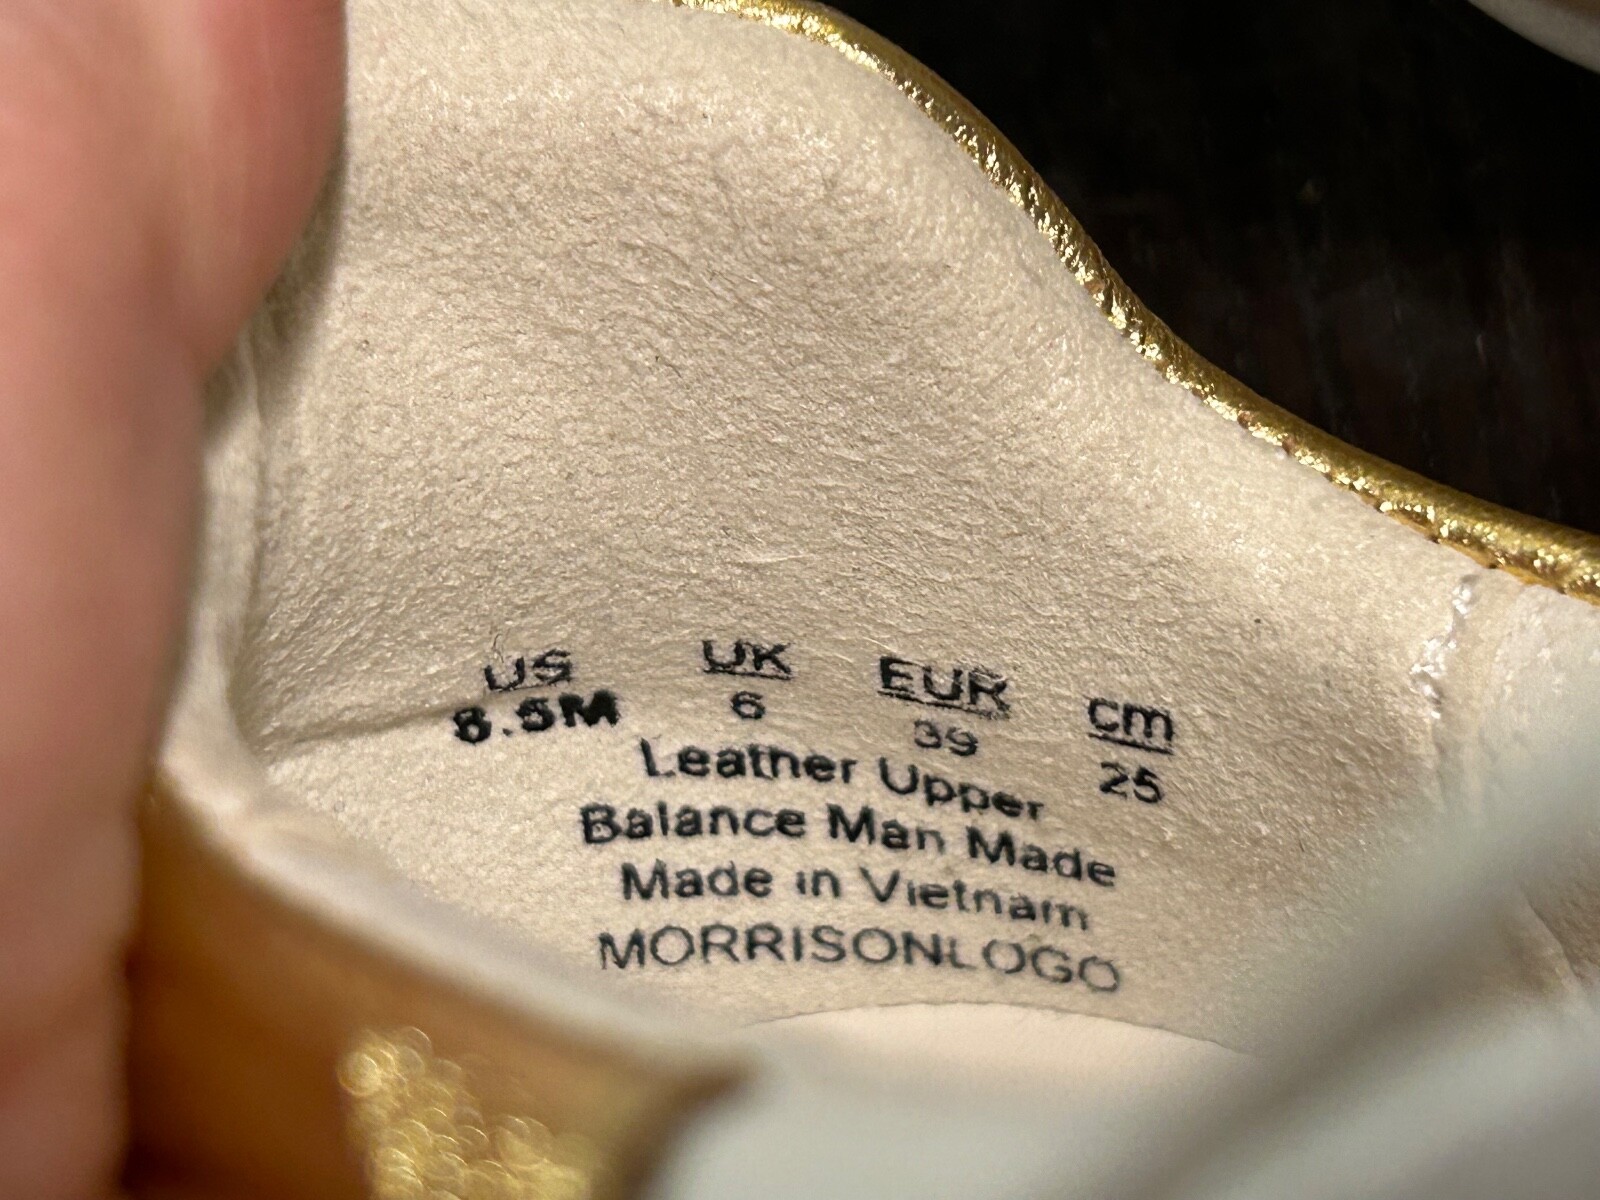 US UK EUR cm
8.5M 6 39 25
Leather Upper
Balance Man Made
Made in Vietnam
MORRISONLOGO